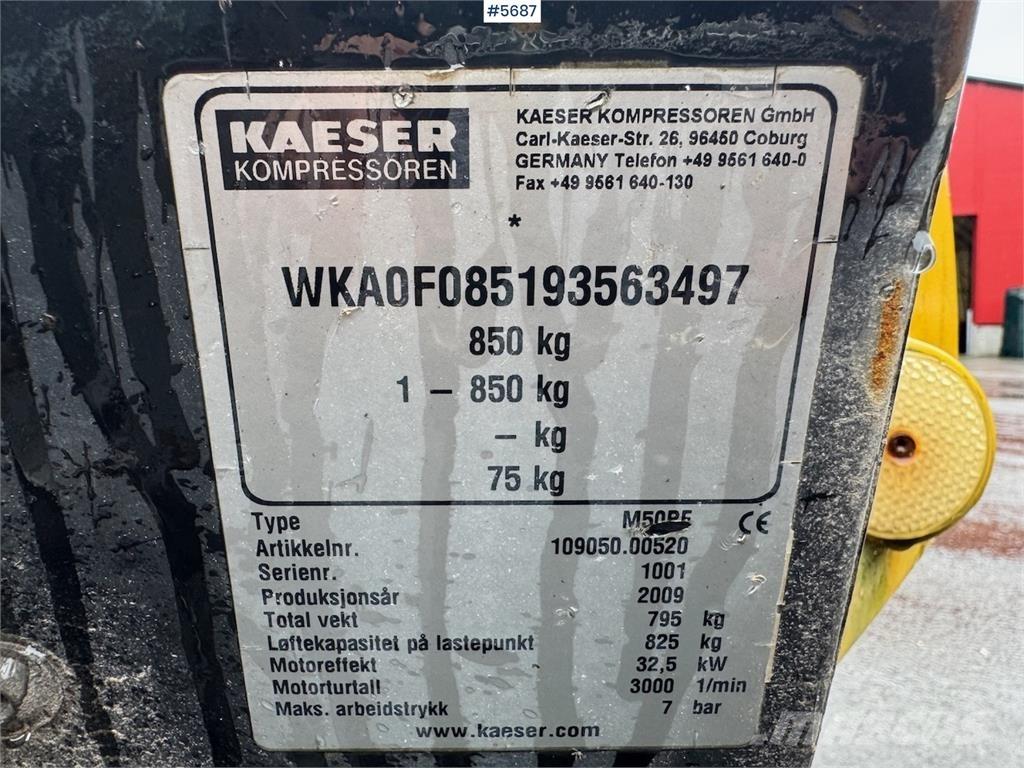 #5687
KAESER
KOMPRESSOREN
KAESER KOMPRESSOREN GmbH
Carl-Kaeser-Str. 26, 96450 Coburg
GERMANY Telefon +49 9561 640-0
Fax +49 9561 640-130
*
WKA0F085193563497
850 kg
1 – 850 kg
– kg
75 kg
Type CE
Artikkelnr. 109050.00520
Serienr. 1001
Produksjonsår 2009
Total vekt 795 kg
Løftekapasitet på lastepunkt 825 kg
Motoreffekt 32,5 kW
Motorturtall 3000 1/min
Maks. arbeidstrykk 7 bar
www.kaeser.com